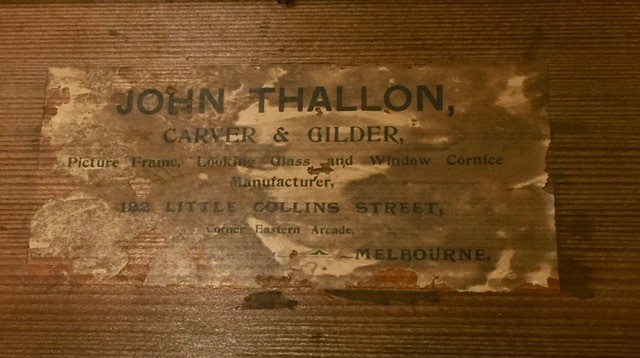 JOHN THALLON,
CARVER & GILDER,
Picture Frame, Looking Glass and Window Cornice
Manufacturer,
182 LITTLE COLLINS STREET,
Corner Eastern Arcade,
MELBOURNE,